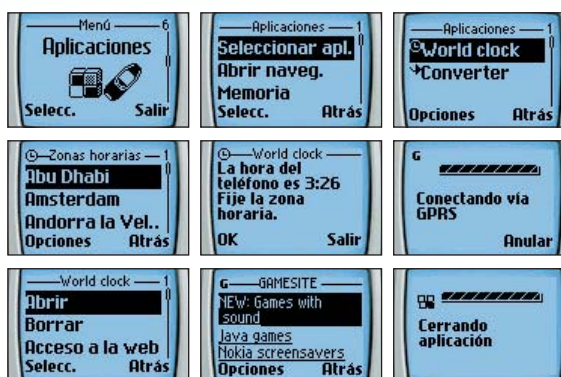 Menú 6
Aplicaciones
Selecc. Salir
Aplicaciones 1
Seleccionar apl.
Abrir naveg.
Memoria
Selecc. Atrás
Aplicaciones 1
World clock
Converter
Opciones Atrás
Zonas horarias 1
Abu Dhabi
Amsterdam
Andorra la Vel..
Opciones Atrás
World clock
La hora del
teléfono es 3:26
Fije la zona
horaria.
OK Salir
G
Conectando vía
GPRS
Anular
World clock 1
Abrir
Borrar
Acceso a la web
Selecc. Atrás
G GAMESITE
NEW: Games with
sound
Java games
Nokia screensavers
Opciones Atrás
Cerrando
aplicación